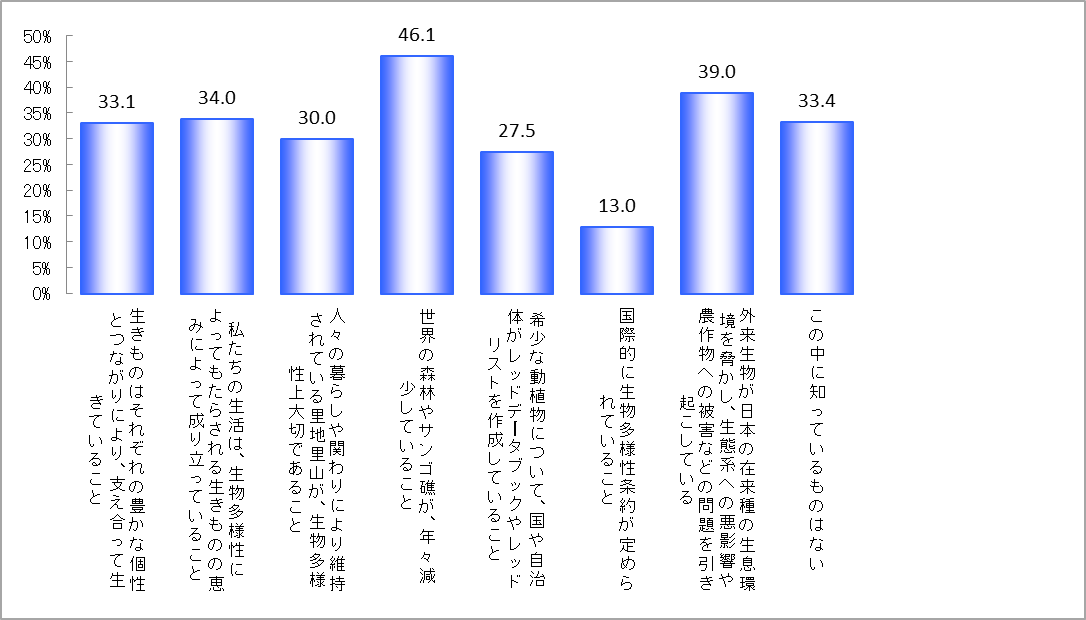 50%
45%
40%
35%
30%
25%
20%
15%
10%
5%
0%
33.1
34.0
30.0
46.1
27.5
13.0
39.0
33.4
生きものはそれぞれの豊かな個性
とつながりにより、支え合って生
きていること
私たちの生活は、生物多様性に
よってもたらされる生きものの恵
みによって成り立っていること
人々の暮らしや関わりにより維持
されている里地里山が、生物多様
性上大切であること
世界の森林やサンゴ礁が、年々減
少していること
希少な動植物について、国や自治
体がレッドデータブックやレッド
リストを作成していること
国際的に生物多様性条約が定めら
れていること
外来生物が日本の在来種の生息環
境を脅かし、生態系への悪影響や
農作物への被害などの問題を引き
起こしている
この中に知っているものはない